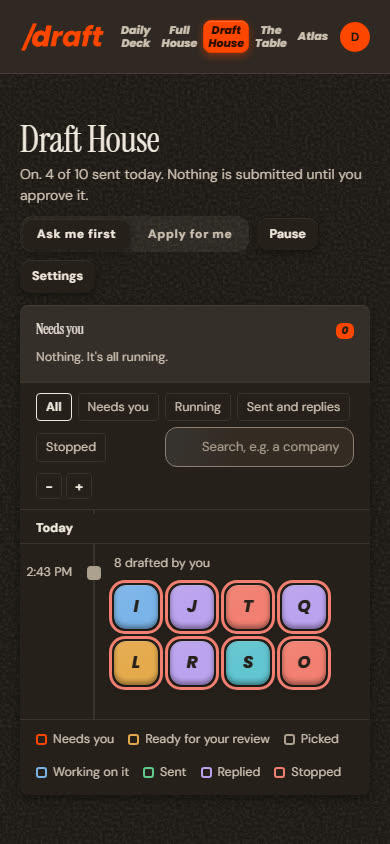 /draft
Daily Deck
Full House
Draft House
The Table
Atlas
D
Draft House
On. 4 of 10 sent today. Nothing is submitted until you
approve it.
Ask me first
Apply for me
Pause
Settings
Needs you
0
Nothing. It's all running.
All
Needs you
Running
Sent and replies
Stopped
Search, e.g. a company
–
+
Today
2:43 PM
8 drafted by you
I J T Q
L R S O
Needs you
Ready for your review
Picked
Working on it
Sent
Replied
Stopped